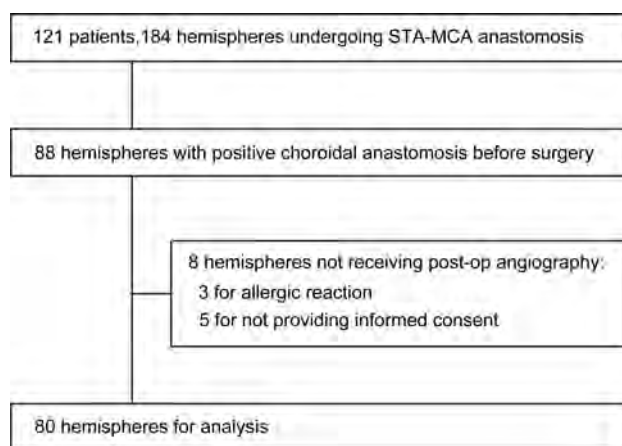 121 patients,184 hemispheres undergoing STA-MCA anastomosis
88 hemispheres with positive choroidal anastomosis before surgery
8 hemispheres not receiving post-op angiography:
3 for allergic reaction
5 for not providing informed consent
80 hemispheres for analysis